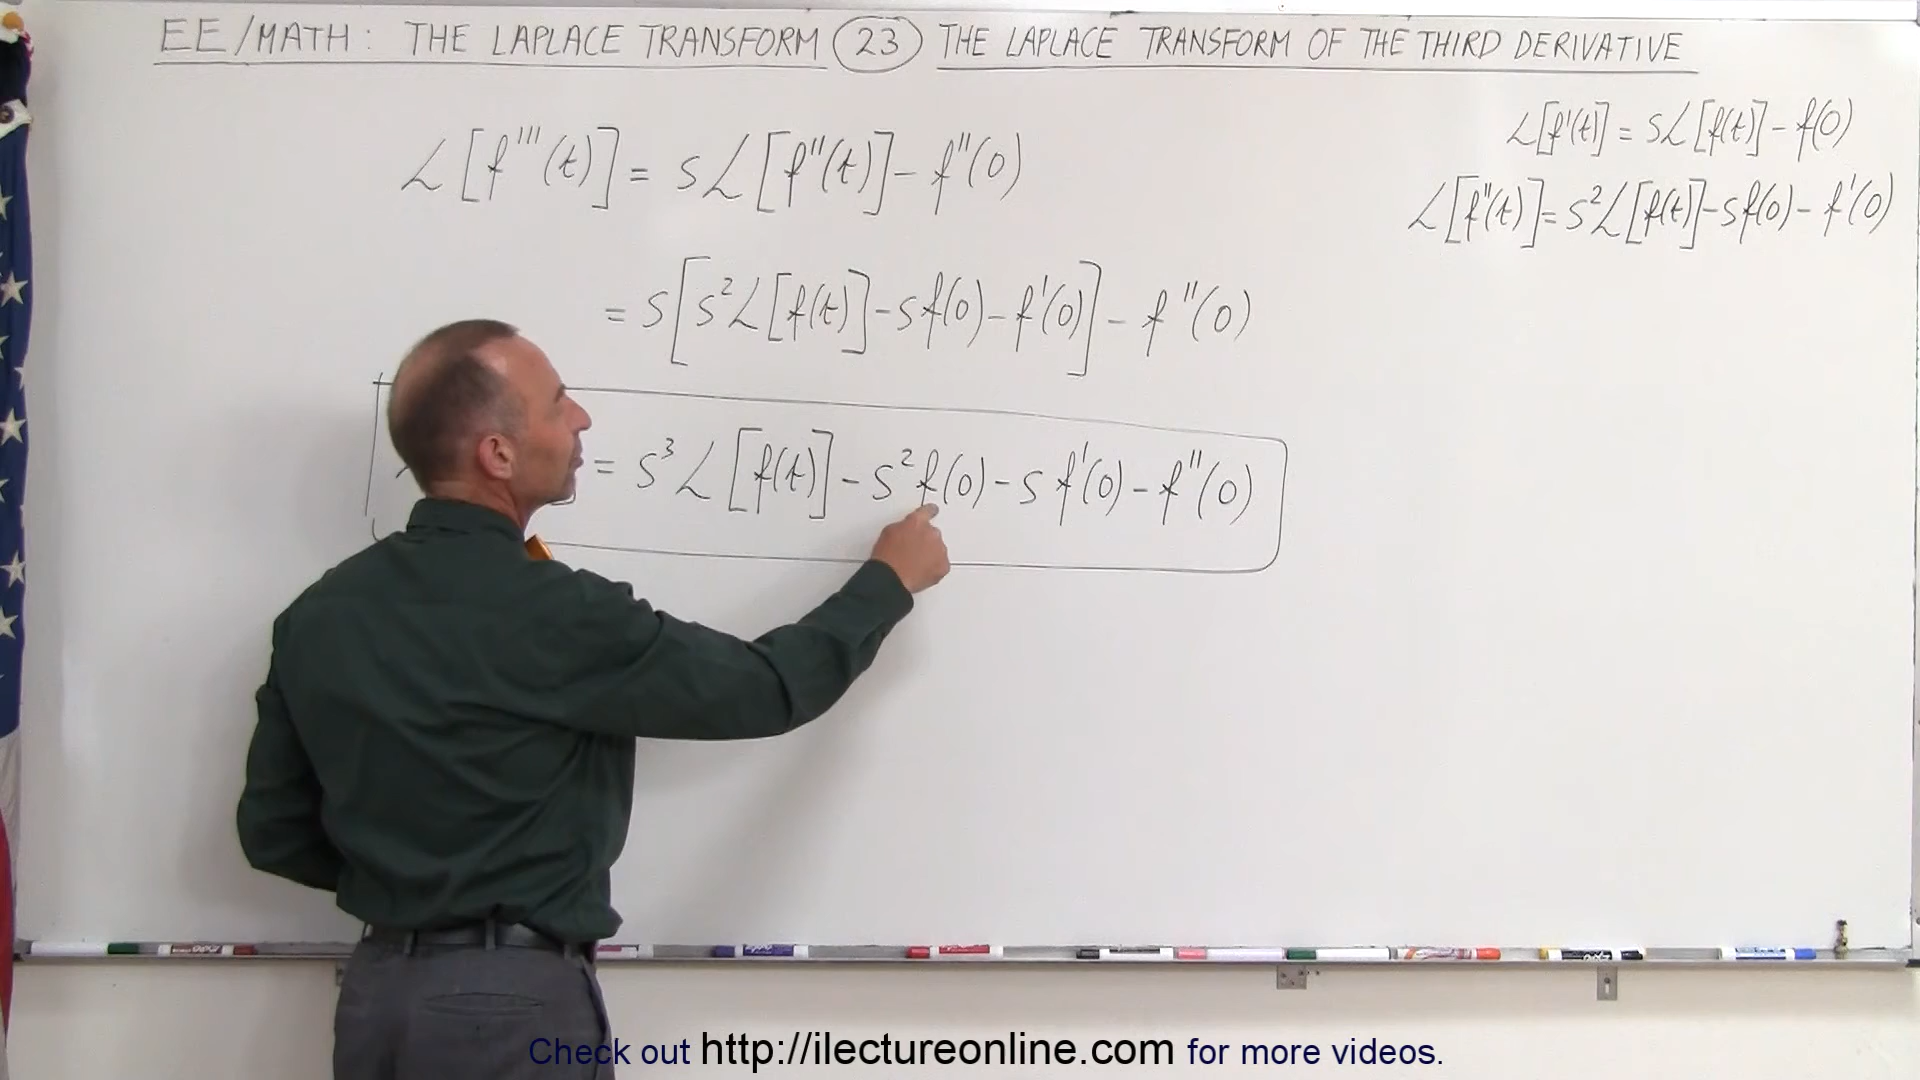 EE/MATH: THE LAPLACE TRANSFORM 23 THE LAPLACE TRANSFORM OF THE THIRD DERIVATIVE
ℒ[f'(t)] = sℒ[f(t)] - f(0)
ℒ[f''(t)] = s²ℒ[f(t)] - sf(0) - f'(0)
ℒ[f'''(t)] = sℒ[f''(t)] - f''(0)
= s[s²ℒ[f(t)] - sf(0) - f'(0)] - f''(0)
= s³ℒ[f(t)] - s²f(0) - sf'(0) - f''(0)
Check out http://ilectureonline.com for more videos.